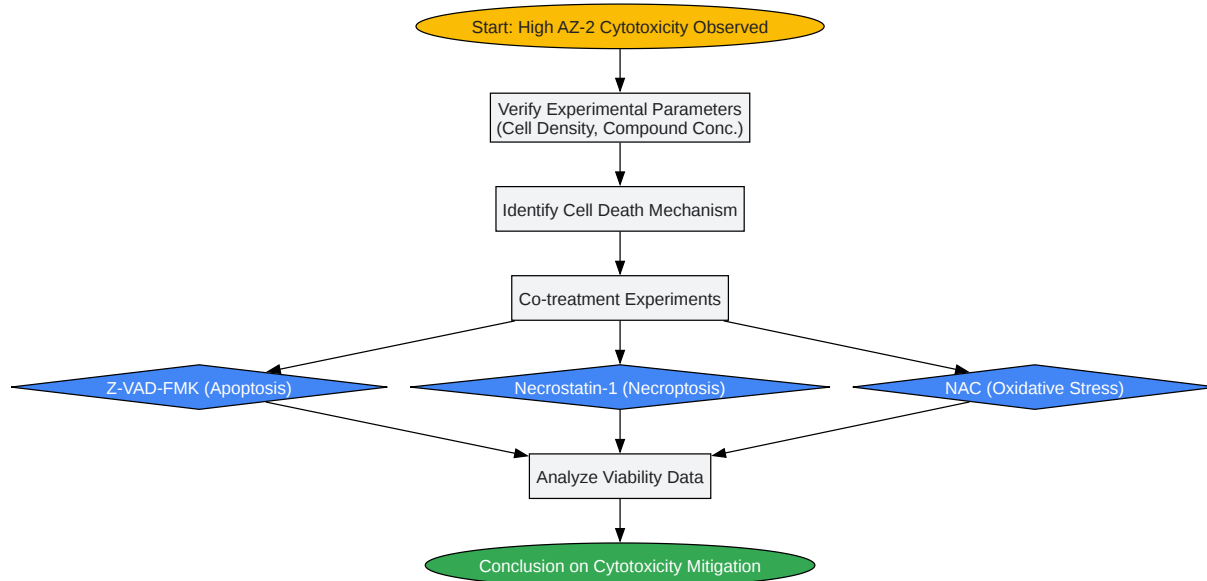 Start: High AZ-2 Cytotoxicity Observed
Verify Experimental Parameters
(Cell Density, Compound Conc.)
Identify Cell Death Mechanism
Co-treatment Experiments
Z-VAD-FMK (Apoptosis)
Necrostatin-1 (Necroptosis)
NAC (Oxidative Stress)
Analyze Viability Data
Conclusion on Cytotoxicity Mitigation